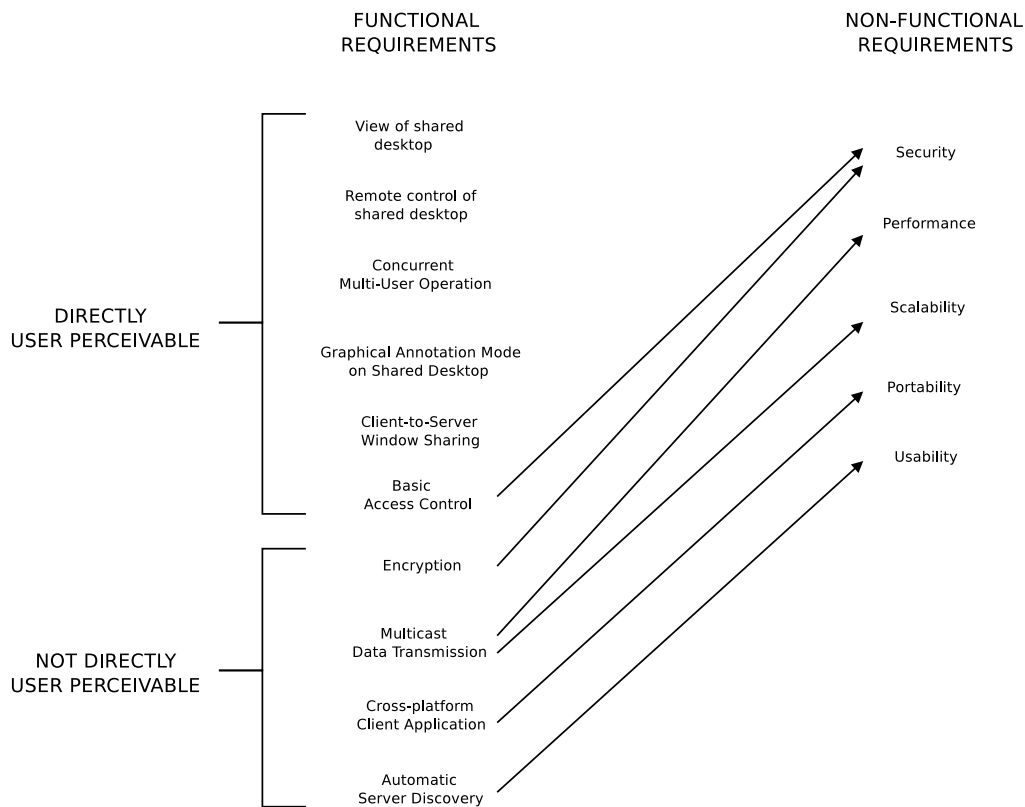 FUNCTIONAL
REQUIREMENTS
NON-FUNCTIONAL
REQUIREMENTS
DIRECTLY
USER PERCEIVABLE
View of shared
desktop
Remote control of
shared desktop
Concurrent
Multi-User Operation
Graphical Annotation Mode
on Shared Desktop
Client-to-Server
Window Sharing
Basic
Access Control
NOT DIRECTLY
USER PERCEIVABLE
Encryption
Multicast
Data Transmission
Cross-platform
Client Application
Automatic
Server Discovery
Security
Performance
Scalability
Portability
Usability